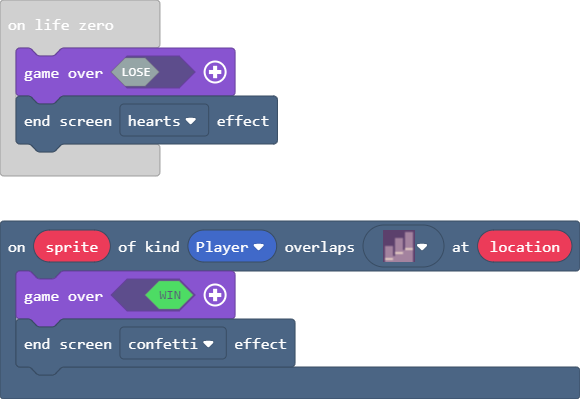 on life zero
game over LOSE
end screen hearts effect
on sprite of kind Player overlaps at location
game over WIN
end screen confetti effect